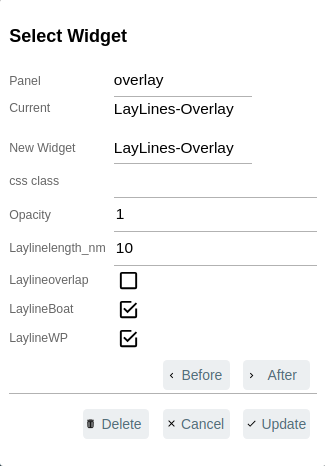 Select Widget
Panel overlay
Current LayLines-Overlay
New Widget LayLines-Overlay
css class
Opacity 1
Laylinelength_nm 10
Laylineoverlap
LaylineBoat
LaylineWP
Before After
Delete Cancel Update